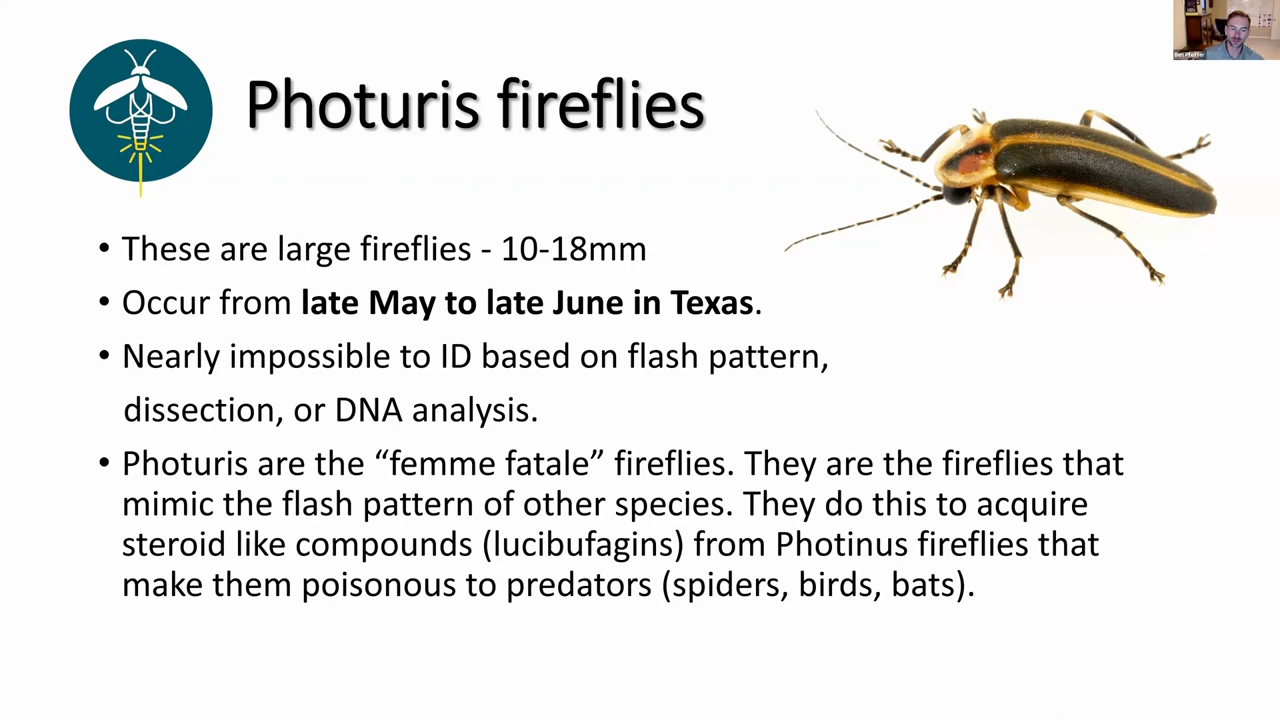 Photuris fireflies
Ben Pfeiffer
• These are large fireflies - 10-18mm
• Occur from late May to late June in Texas.
• Nearly impossible to ID based on flash pattern,
dissection, or DNA analysis.
• Photuris are the “femme fatale” fireflies. They are the fireflies that
mimic the flash pattern of other species. They do this to acquire
steroid like compounds (lucibufagins) from Photinus fireflies that
make them poisonous to predators (spiders, birds, bats).